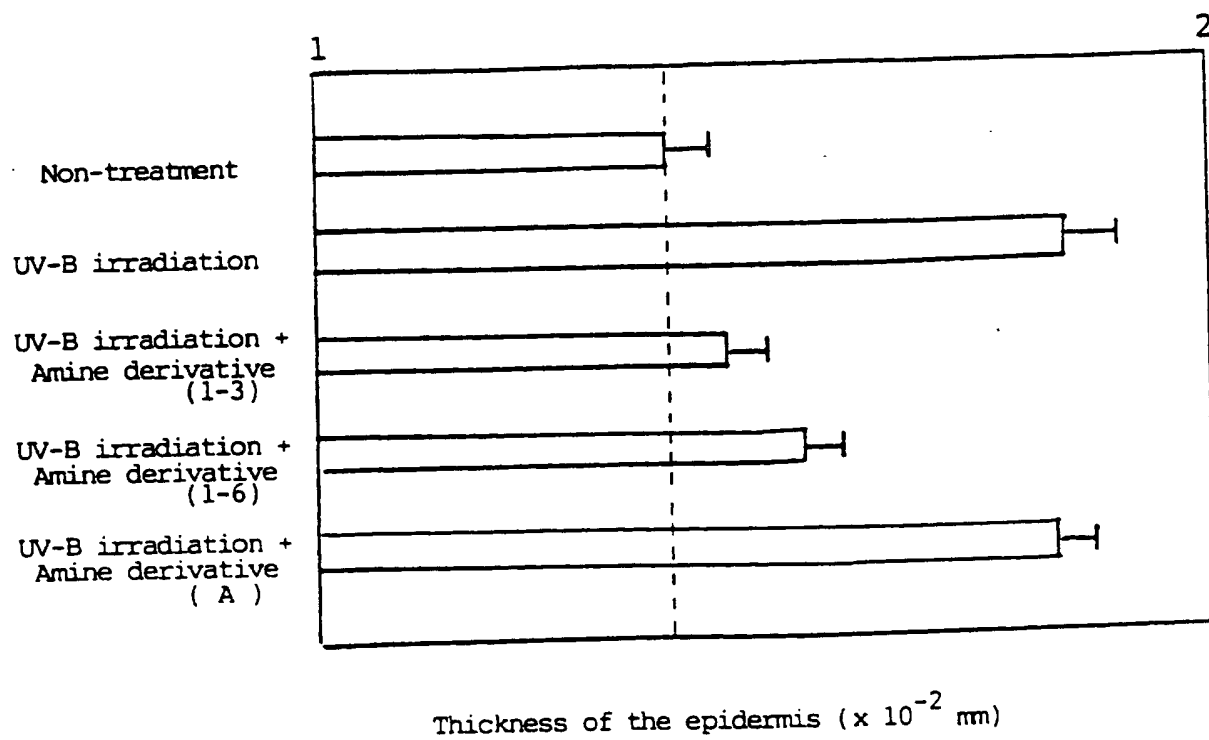 1
2
Non-treatment
UV-B irradiation
UV-B irradiation +
Amine derivative
(1-3)
UV-B irradiation +
Amine derivative
(1-6)
UV-B irradiation +
Amine derivative
( A )
Thickness of the epidermis (x 10⁻² mm)